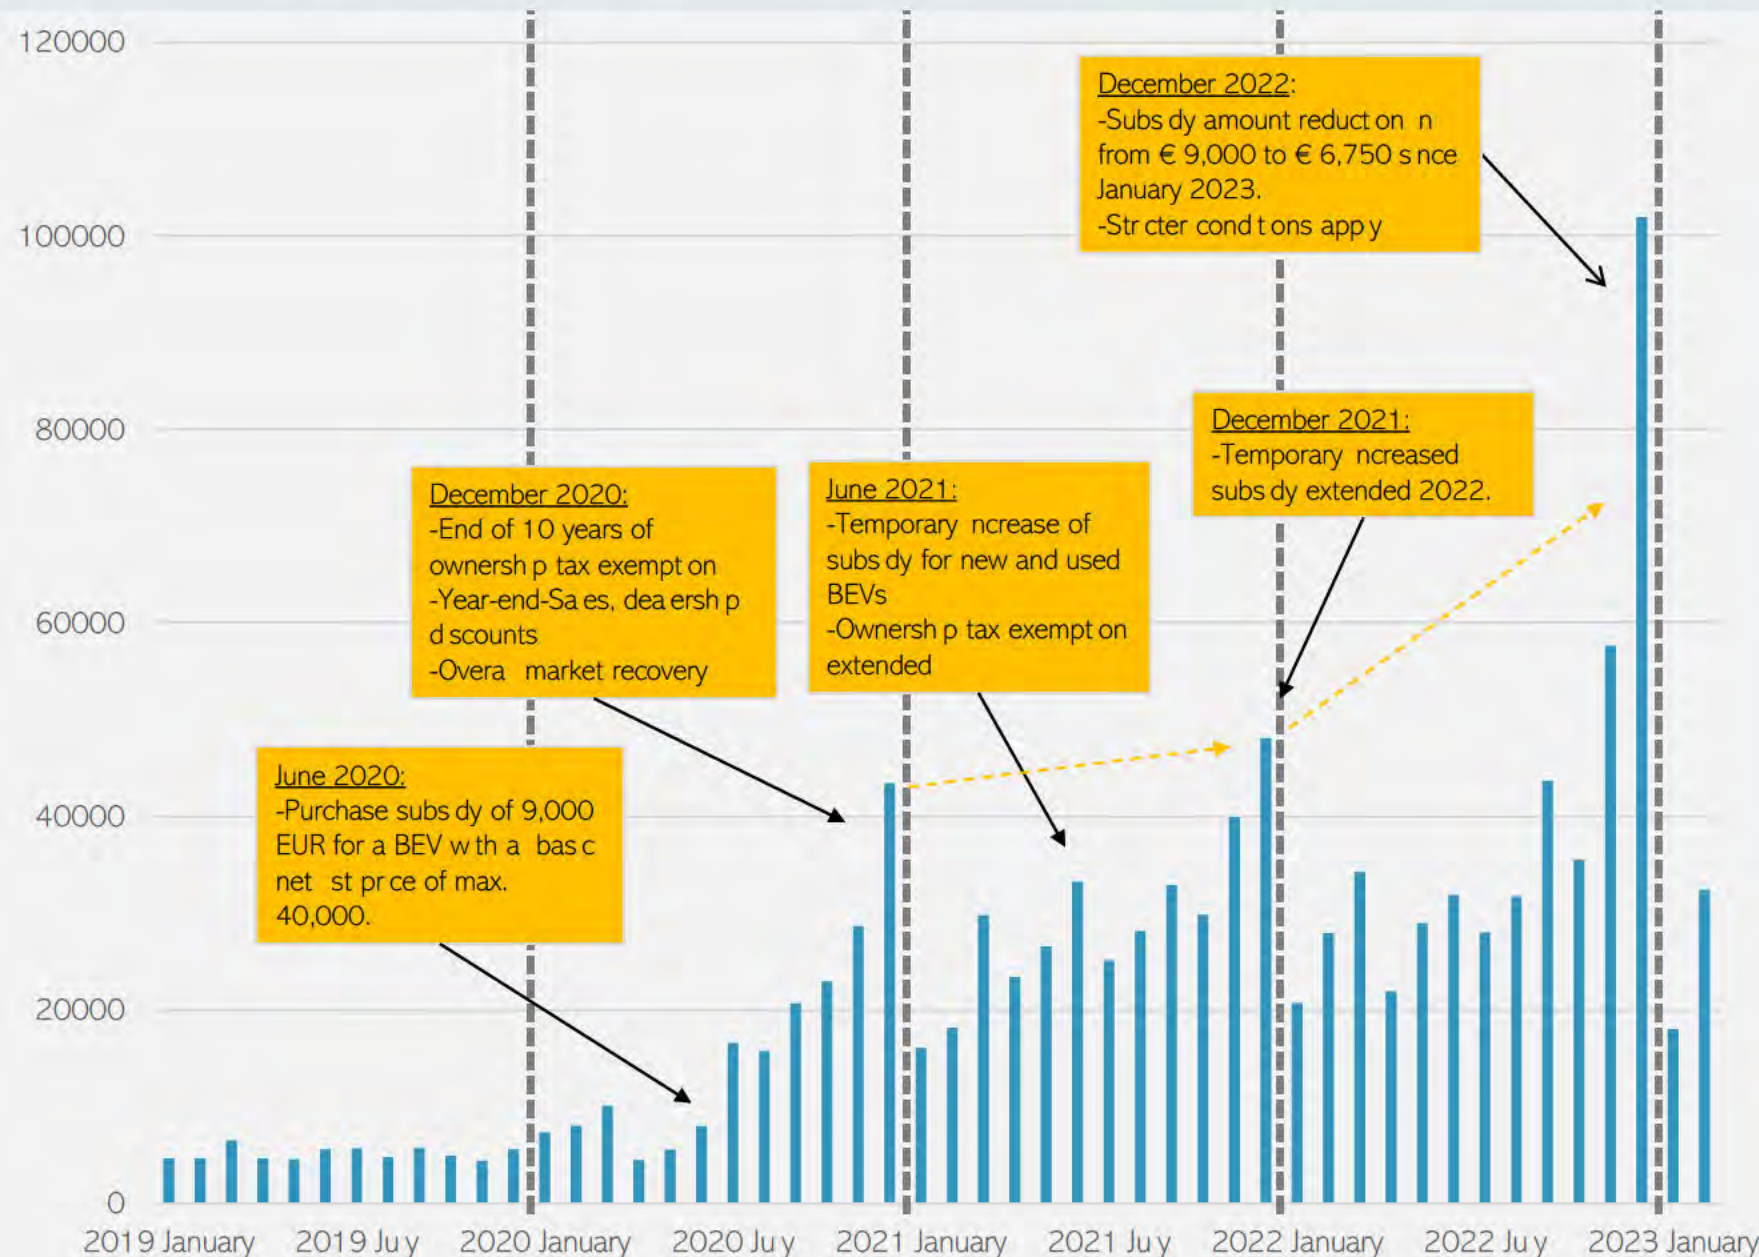 120000
100000
80000
60000
40000
20000
0
December 2022:
-Subs dy amount reduct on n
from € 9,000 to € 6,750 s nce
January 2023.
-Str cter cond t ons app y
December 2021:
-Temporary ncreased
subs dy extended 2022.
December 2020:
-End of 10 years of
ownersh p tax exempt on
-Year-end-Sa es, dea ersh p
d scounts
-Overa market recovery
June 2021:
-Temporary ncrease of
subs dy for new and used
BEVs
-Ownersh p tax exempt on
extended
June 2020:
-Purchase subs dy of 9,000
EUR for a BEV w th a bas c
net st pr ce of max.
40,000.
2019 January 2019 Ju y 2020 January 2020 Ju y 2021 January 2021 Ju y 2022 January 2022 Ju y 2023 January